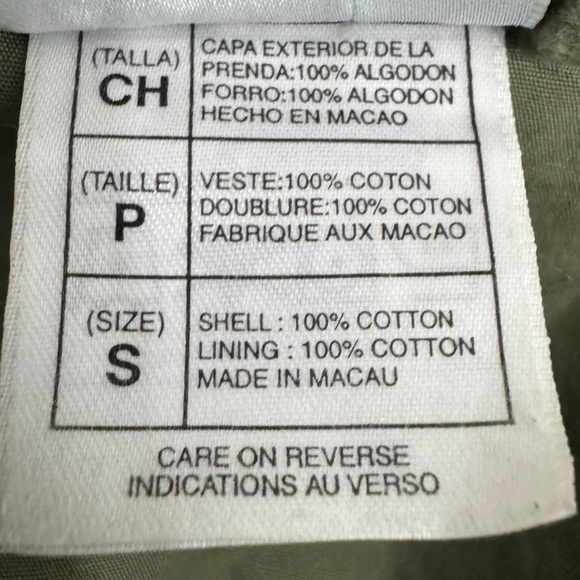 (TALLA)
CH
CAPA EXTERIOR DE LA
PRENDA:100% ALGODON
FORRO:100% ALGODON
HECHO EN MACAO
(TAILLE)
P
VESTE:100% COTON
DOUBLURE:100% COTON
FABRIQUE AUX MACAO
(SIZE)
S
SHELL : 100% COTTON
LINING : 100% COTTON
MADE IN MACAU
CARE ON REVERSE
INDICATIONS AU VERSO